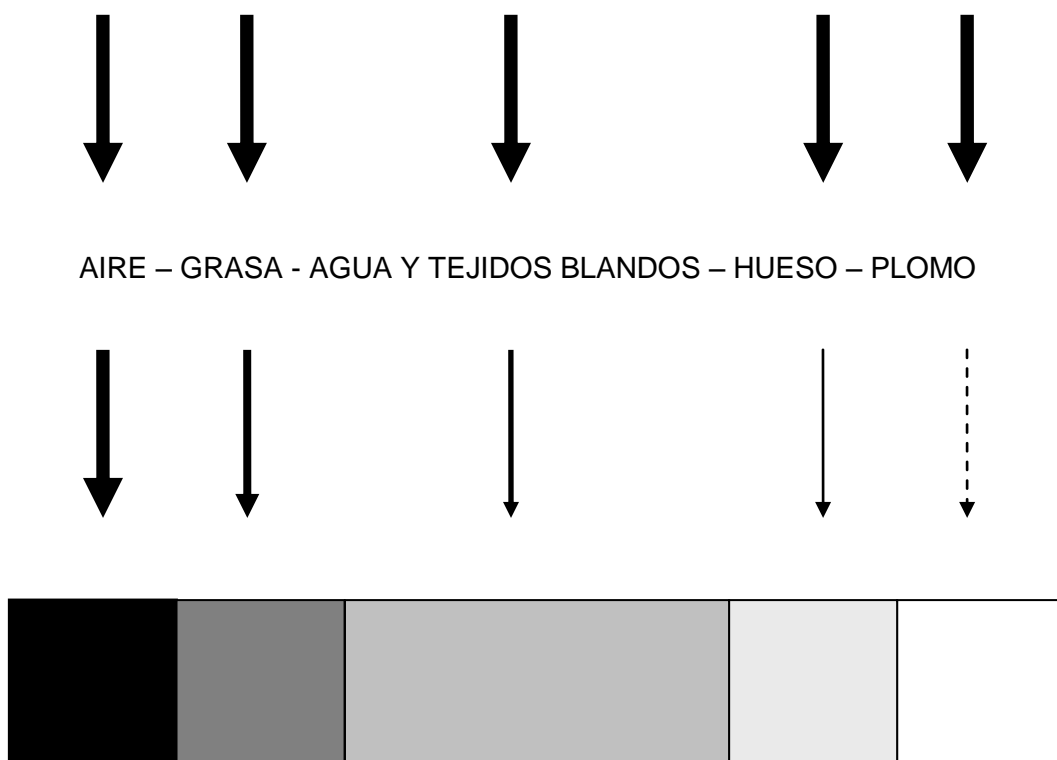 AIRE – GRASA - AGUA Y TEJIDOS BLANDOS – HUESO – PLOMO